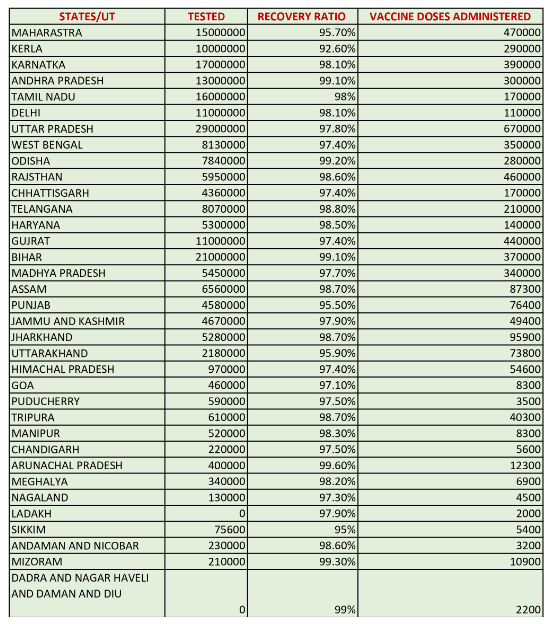 STATES/UT TESTED RECOVERY RATIO VACCINE DOSES ADMINISTERED
MAHARASTRA 15000000 95.70% 470000
KERLA 10000000 92.60% 290000
KARNATKA 17000000 98.10% 390000
ANDHRA PRADESH 13000000 99.10% 300000
TAMIL NADU 16000000 98% 170000
DELHI 11000000 98.10% 110000
UTTAR PRADESH 29000000 97.80% 670000
WEST BENGAL 8130000 97.40% 350000
ODISHA 7840000 99.20% 280000
RAJSTHAN 5950000 98.60% 460000
CHHATTISGARH 4360000 97.40% 170000
TELANGANA 8070000 98.80% 210000
HARYANA 5300000 98.50% 140000
GUJRAT 11000000 97.40% 440000
BIHAR 21000000 99.10% 370000
MADHYA PRADESH 5450000 97.70% 340000
ASSAM 6560000 98.70% 87300
PUNJAB 4580000 95.50% 76400
JAMMU AND KASHMIR 4670000 97.90% 49400
JHARKHAND 5280000 98.70% 95900
UTTARAKHAND 2180000 95.90% 73800
HIMACHAL PRADESH 970000 97.40% 54600
GOA 460000 97.10% 8300
PUDUCHERRY 590000 97.50% 3500
TRIPURA 610000 98.70% 40300
MANIPUR 520000 98.30% 8300
CHANDIGARH 220000 97.50% 5600
ARUNACHAL PRADESH 400000 99.60% 12300
MEGHALYA 340000 98.20% 6900
NAGALAND 130000 97.30% 4500
LADAKH 0 97.90% 2000
SIKKIM 75600 95% 5400
ANDAMAN AND NICOBAR 230000 98.60% 3200
MIZORAM 210000 99.30% 10900
DADRA AND NAGAR HAVELI
AND DAMAN AND DIU
0 99% 2200